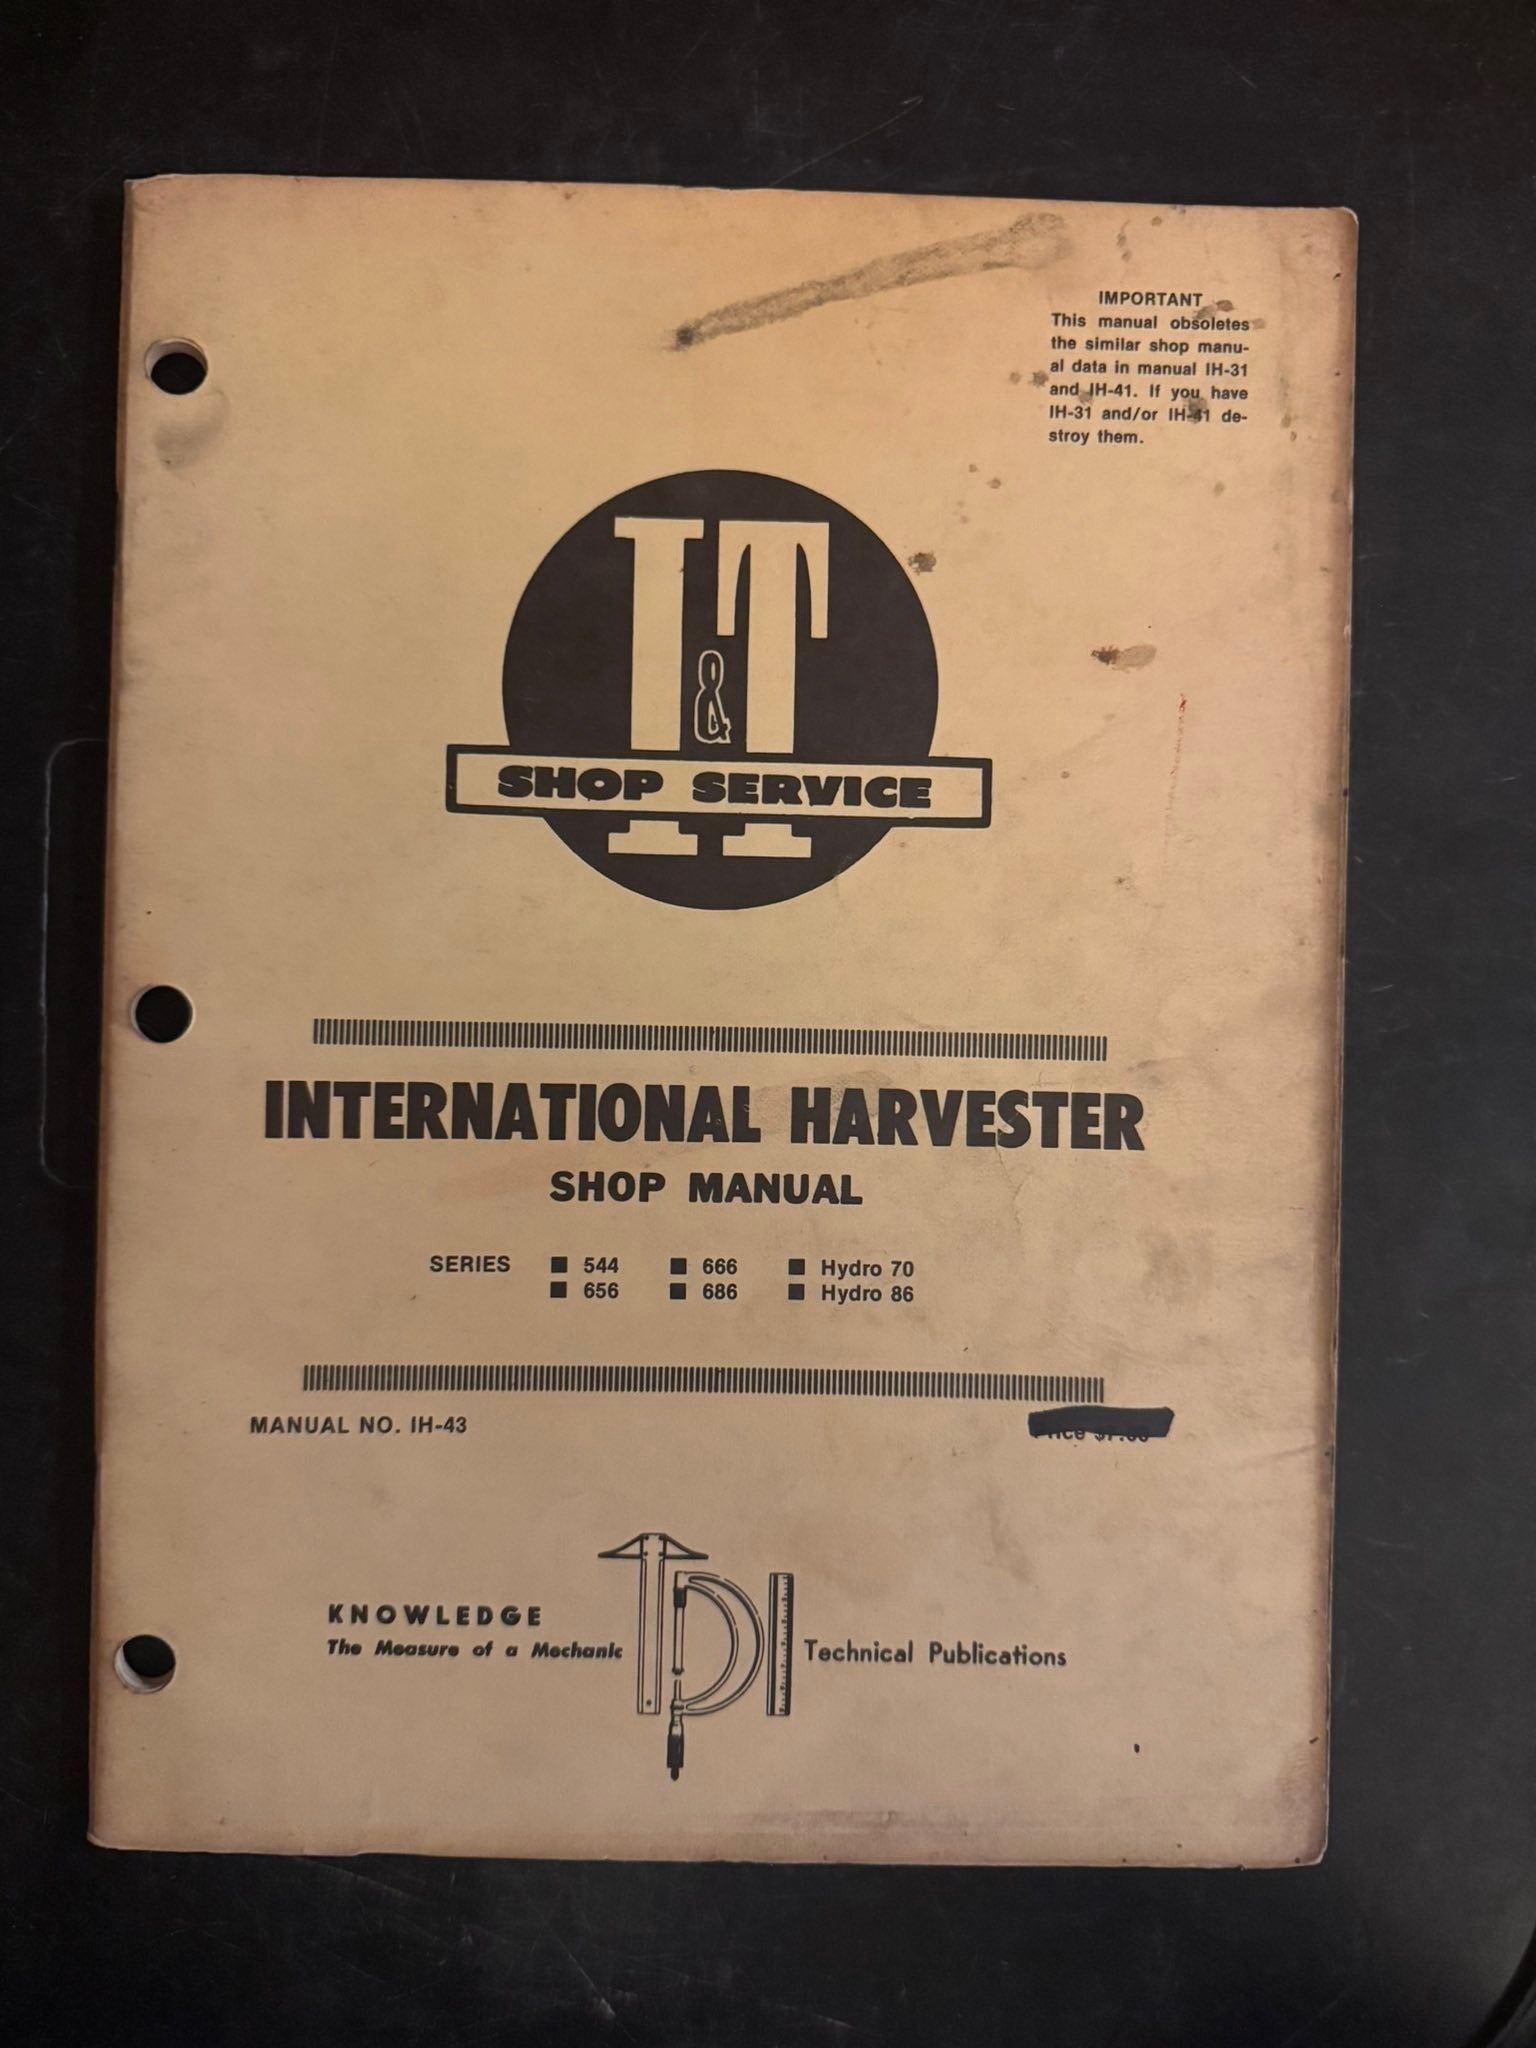 IMPORTANT
This manual obsoletes
the similar shop manu-
al data in manual IH-31
and IH-41. If you have
IH-31 and/or IH-41 de-
stroy them.
I&T
SHOP SERVICE
INTERNATIONAL HARVESTER
SHOP MANUAL
SERIES ■ 544 ■ 666 ■ Hydro 70
■ 656 ■ 686 ■ Hydro 86
MANUAL NO. IH-43
Price
KNOWLEDGE
The Measure of a Mechanic
TPI
Technical Publications